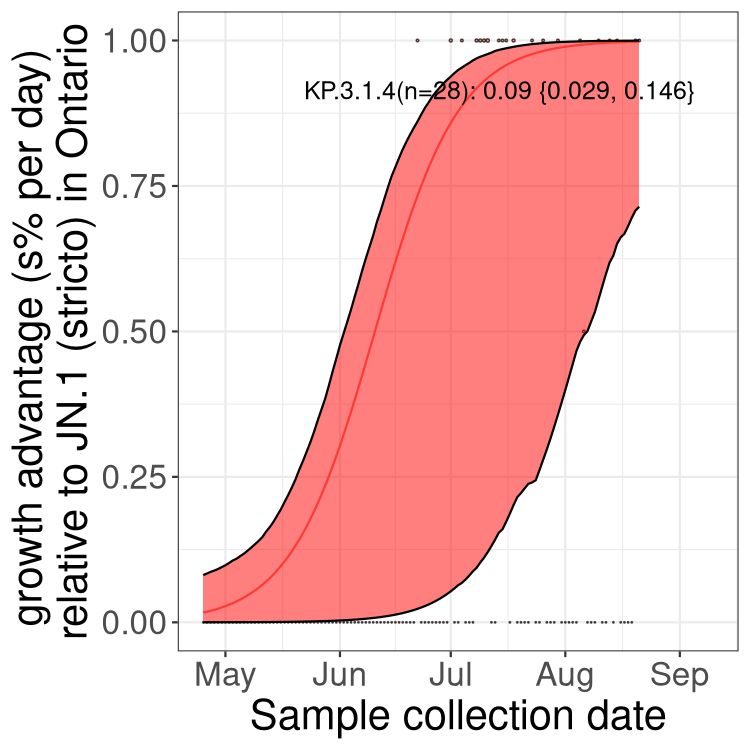 growth advantage (s% per day)
relative to JN.1 (stricto) in Ontario
1.00
0.75
0.50
0.25
0.00
KP.3.1.4(n=28): 0.09 {0.029, 0.146}
May Jun Jul Aug Sep
Sample collection date